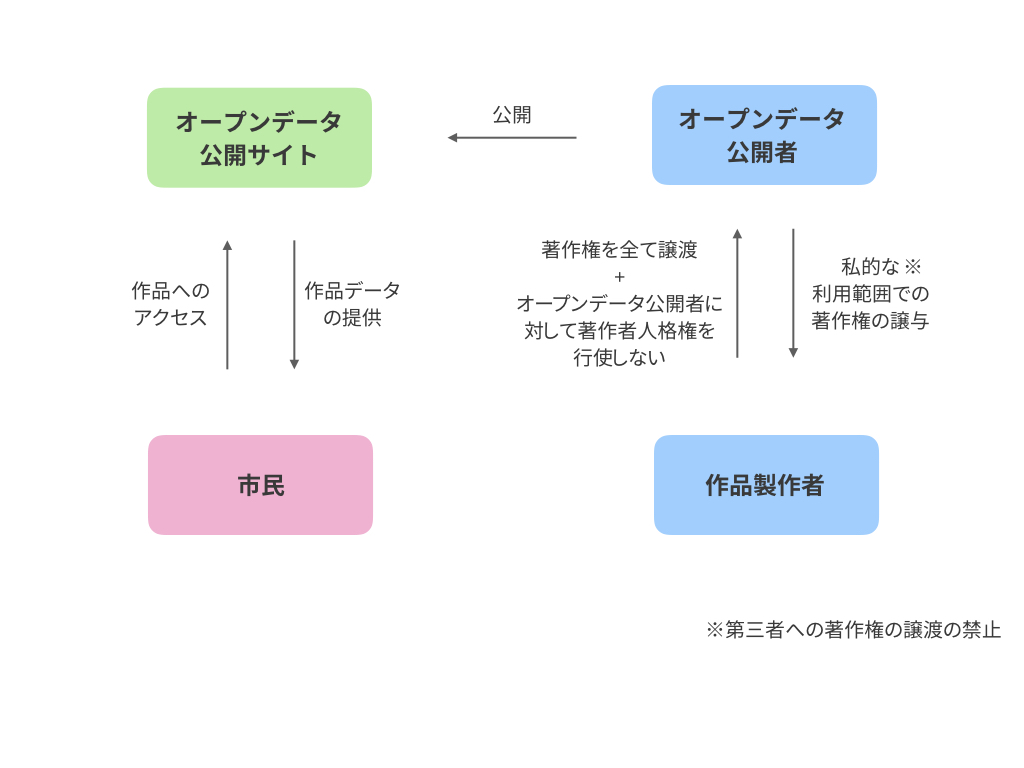 オープンデータ
公開サイト
公開
オープンデータ
公開者
作品への
アクセス
作品データ
の提供
著作権を全て譲渡
+
オープンデータ公開者に
対して著作者人格権を
行使しない
私的な ※
利用範囲での
著作権の譲与
市民
作品製作者
※第三者への著作権の譲渡の禁止